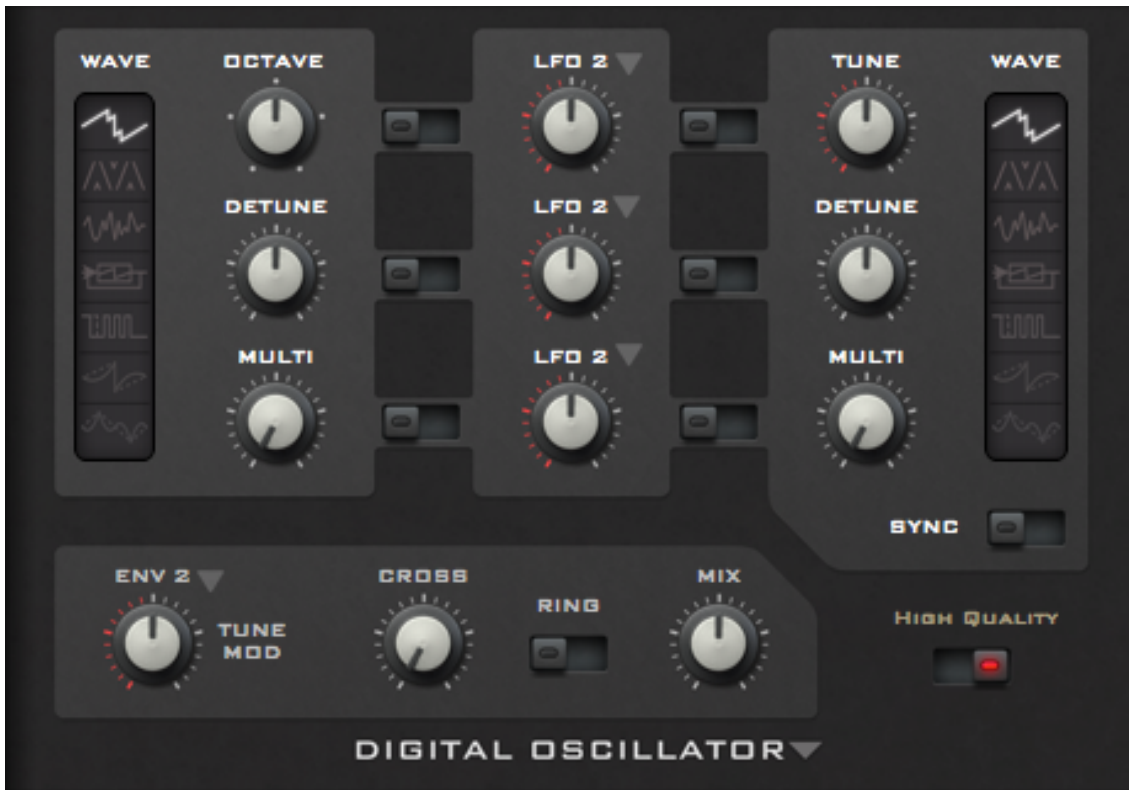 WAVE
OCTAVE
LFO 2
TUNE
WAVE
DETUNE
LFO 2
DETUNE
MULTI
LFO 2
MULTI
SYNC
ENV 2
TUNE
MOD
CROSS
RING
MIX
HIGH QUALITY
DIGITAL OSCILLATOR